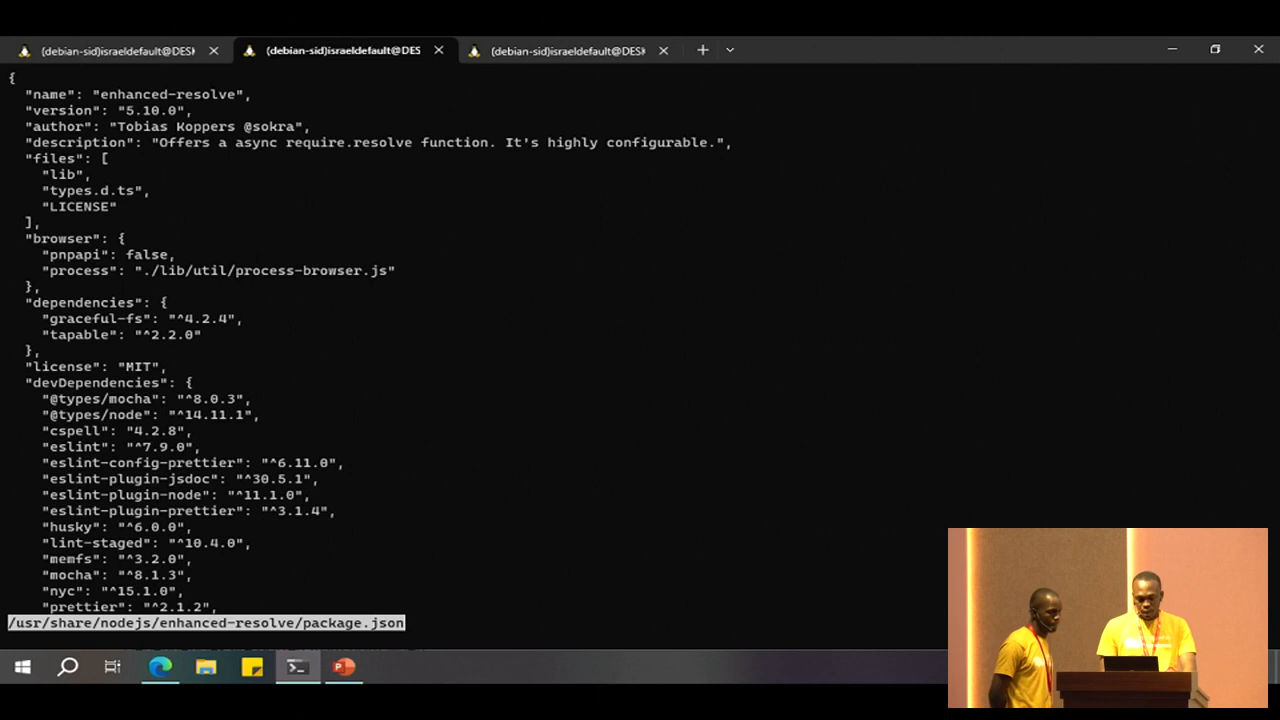 (debian-sid)israeldefault@DESK
(debian-sid)israeldefault@DES
(debian-sid)israeldefault@DESK
{
"name": "enhanced-resolve",
"version": "5.10.0",
"author": "Tobias Koppers @sokra",
"description": "Offers a async require.resolve function. It's highly configurable.",
"files": [
"lib",
"types.d.ts",
"LICENSE"
],
"browser": {
"pnpapi": false,
"process": "./lib/util/process-browser.js"
},
"dependencies": {
"graceful-fs": "^4.2.4",
"tapable": "^2.2.0"
},
"license": "MIT",
"devDependencies": {
"@types/mocha": "^8.0.3",
"@types/node": "^14.11.1",
"cspell": "4.2.8",
"eslint": "^7.9.0",
"eslint-config-prettier": "^6.11.0",
"eslint-plugin-jsdoc": "^30.5.1",
"eslint-plugin-node": "^11.1.0",
"eslint-plugin-prettier": "^3.1.4",
"husky": "^6.0.0",
"lint-staged": "^10.4.0",
"memfs": "^3.2.0",
"mocha": "^8.1.3",
"nyc": "^15.1.0",
"prettier": "^2.1.2",
/usr/share/nodejs/enhanced-resolve/package.json